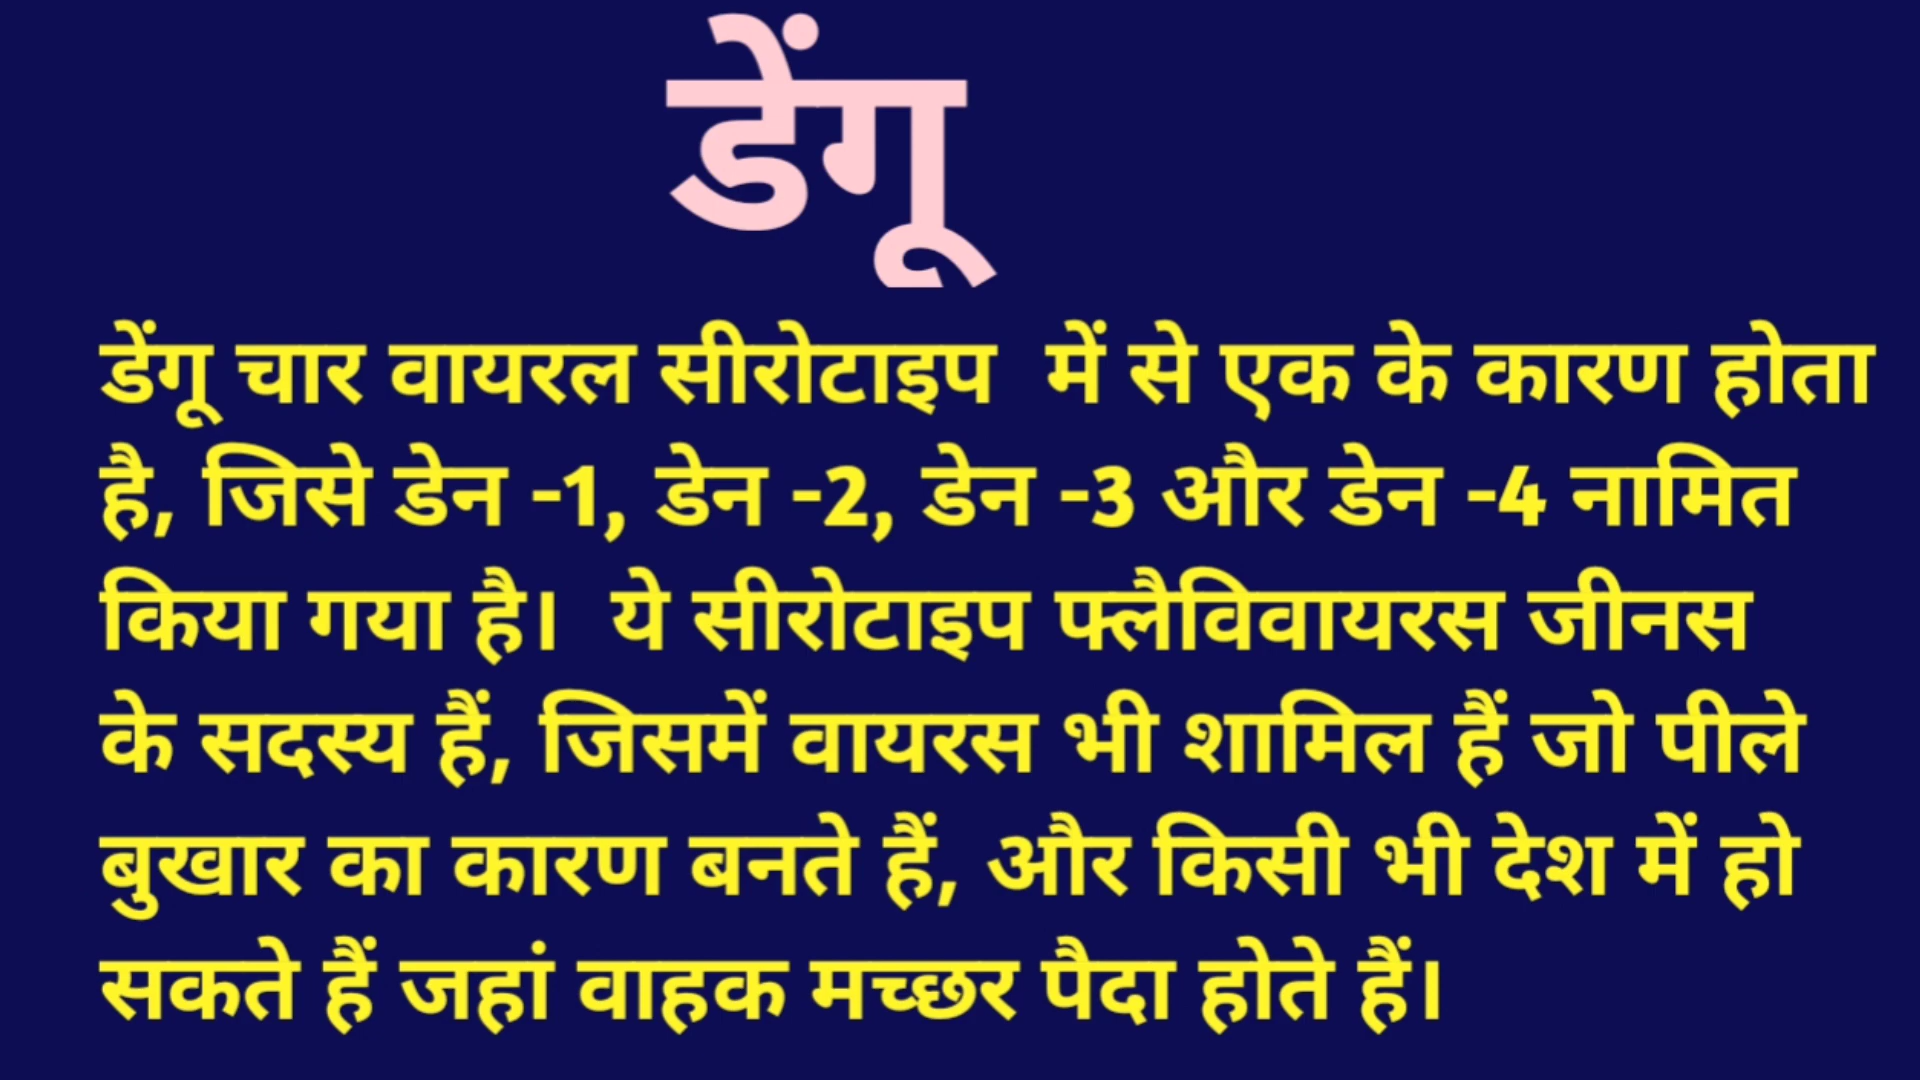 डेंगू
डेंगू चार वायरल सीरोटाइप में से एक के कारण होता
है, जिसे डेन -1, डेन -2, डेन -3 और डेन -4 नामित
किया गया है। ये सीरोटाइप फ्लैविवायरस जीनस
के सदस्य हैं, जिसमें वायरस भी शामिल हैं जो पीले
बुखार का कारण बनते हैं, और किसी भी देश में हो
सकते हैं जहां वाहक मच्छर पैदा होते हैं।